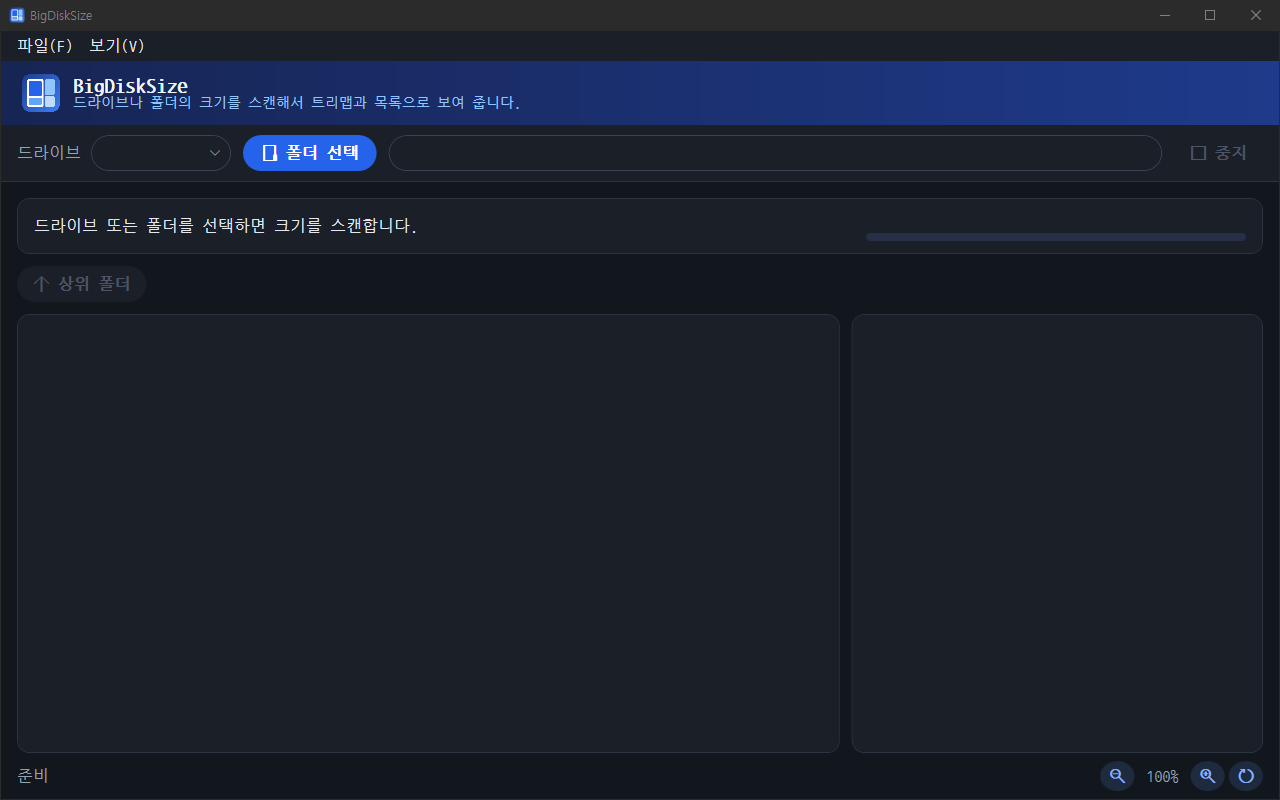 BigDiskSize
파일(F) 보기(V)
BigDiskSize
드라이브나 폴더의 크기를 스캔해서 트리맵과 목록으로 보여 줍니다.
드라이브 폴더 선택 중지
드라이브 또는 폴더를 선택하면 크기를 스캔합니다.
상위 폴더
준비 100%